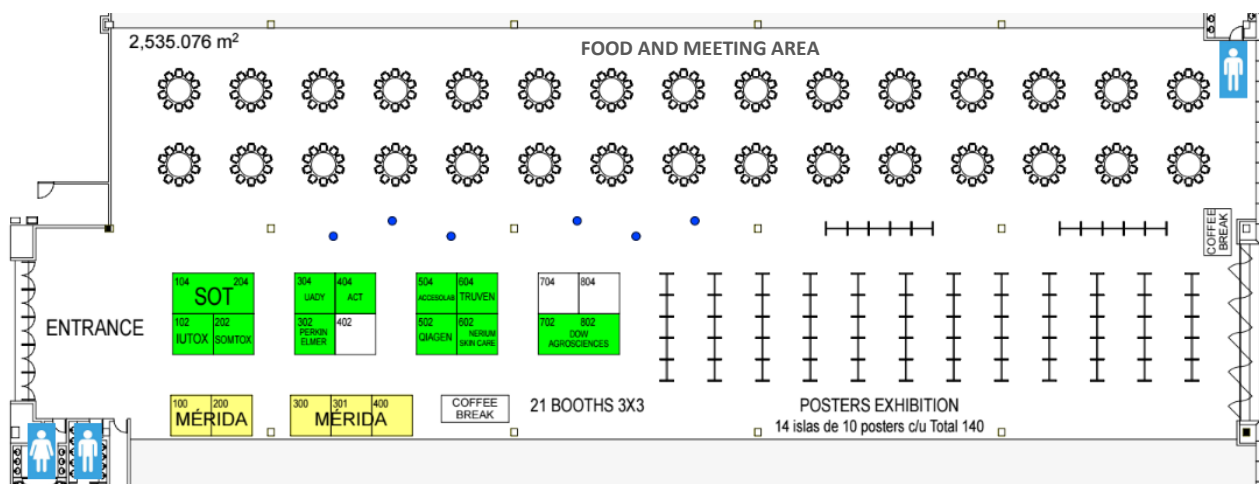 2,535.076 m²
FOOD AND MEETING AREA
COFFEE
BREAK
104 204
SOT
102 202
IUTOX SOMTOX
304 404
UADY ACT
302 402
PERKIN
ELMER
504 604
ACCESOLAB TRUVEN
502 602
QIAGEN NERIUM
SKIN CARE
704 804
702 802
DOW
AGROSCIENCES
ENTRANCE
100 200
MÉRIDA
300 301 400
MÉRIDA
COFFEE
BREAK
21 BOOTHS 3X3
POSTERS EXHIBITION
14 islas de 10 posters c/u Total 140